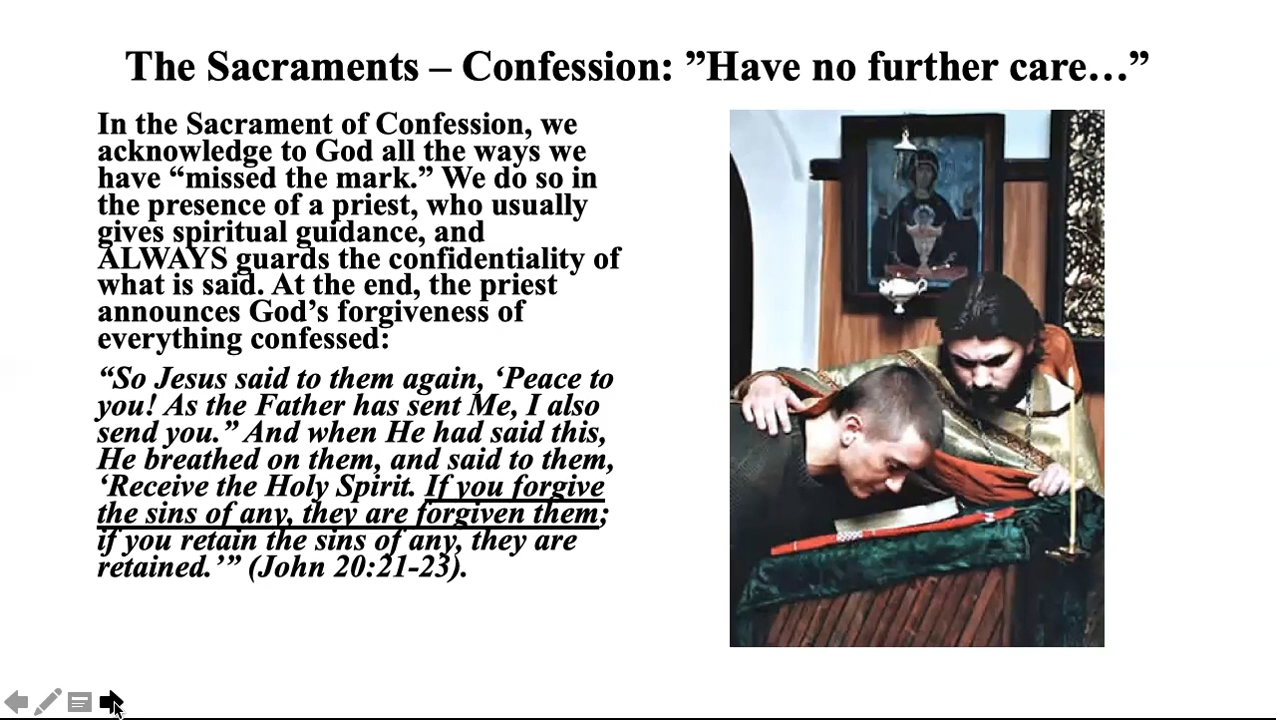 The Sacraments – Confession: ”Have no further care…”
In the Sacrament of Confession, we
acknowledge to God all the ways we
have “missed the mark.” We do so in
the presence of a priest, who usually
gives spiritual guidance, and
ALWAYS guards the confidentiality of
what is said. At the end, the priest
announces God’s forgiveness of
everything confessed:
“So Jesus said to them again, ‘Peace to
you! As the Father has sent Me, I also
send you.” And when He had said this,
He breathed on them, and said to them,
‘Receive the Holy Spirit. If you forgive
the sins of any, they are forgiven them;
if you retain the sins of any, they are
retained.’” (John 20:21-23).